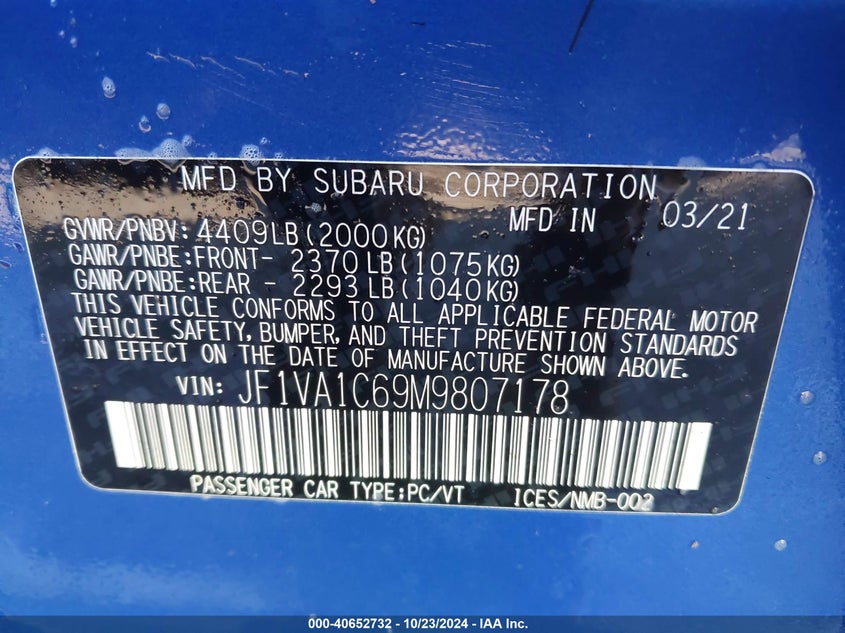 MFD BY SUBARU CORPORATION
MFD IN 03/21
GVWR/PNBV: 4409LB(2000KG)
GAWR/PNBE:FRONT- 2370 LB(1075KG)
GAWR/PNBE:REAR - 2293 LB(1040KG)
THIS VEHICLE CONFORMS TO ALL APPLICABLE FEDERAL MOTOR
VEHICLE SAFETY, BUMPER, AND THEFT PREVENTION STANDARDS
IN EFFECT ON THE DATE OF MANUFACTURE SHOWN ABOVE.
VIN: JF1VA1C69M9807178
PASSENGER CAR TYPE:PC/VT ICES/NMB-002
000-40652732 - 10/23/2024 - IAA Inc.